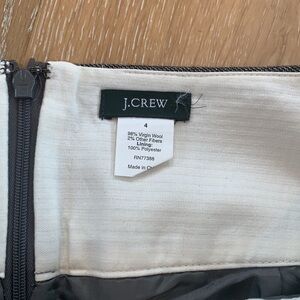 J.CREW
4
98% Virgin Wool
2% Other Fibers
Lining:
100% Polyester
RN77388
Made in